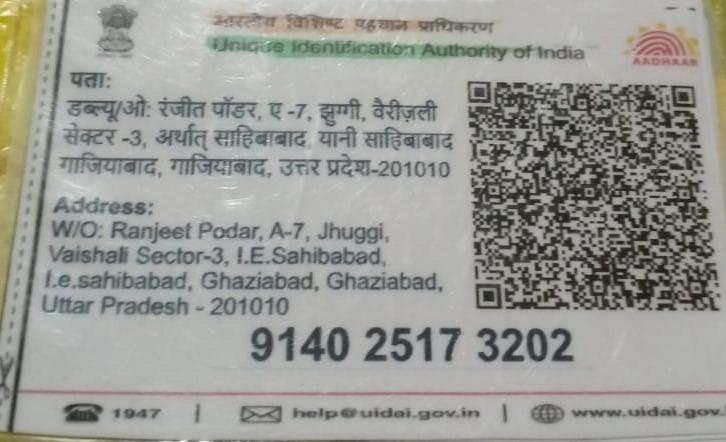 भारतीय विशिष्ट पहचान प्राधिकरण
Unique Identification Authority of India
AADHAAR
पता:
डब्ल्यू/ओ: रंजीत पॉडर, ए -7, झुग्गी, वैरीज़ली
सेक्टर -3, अर्थात् साहिबाबाद, यानी साहिबाबाद
गाजियाबाद, गाजियाबाद, उत्तर प्रदेश-201010
Address:
W/O: Ranjeet Podar, A-7, Jhuggi,
Vaishali Sector-3, I.E.Sahibabad,
I.e.sahibabad, Ghaziabad, Ghaziabad,
Uttar Pradesh - 201010
9140 2517 3202
1947 | help@uidai.gov.in | www.uidai.gov.